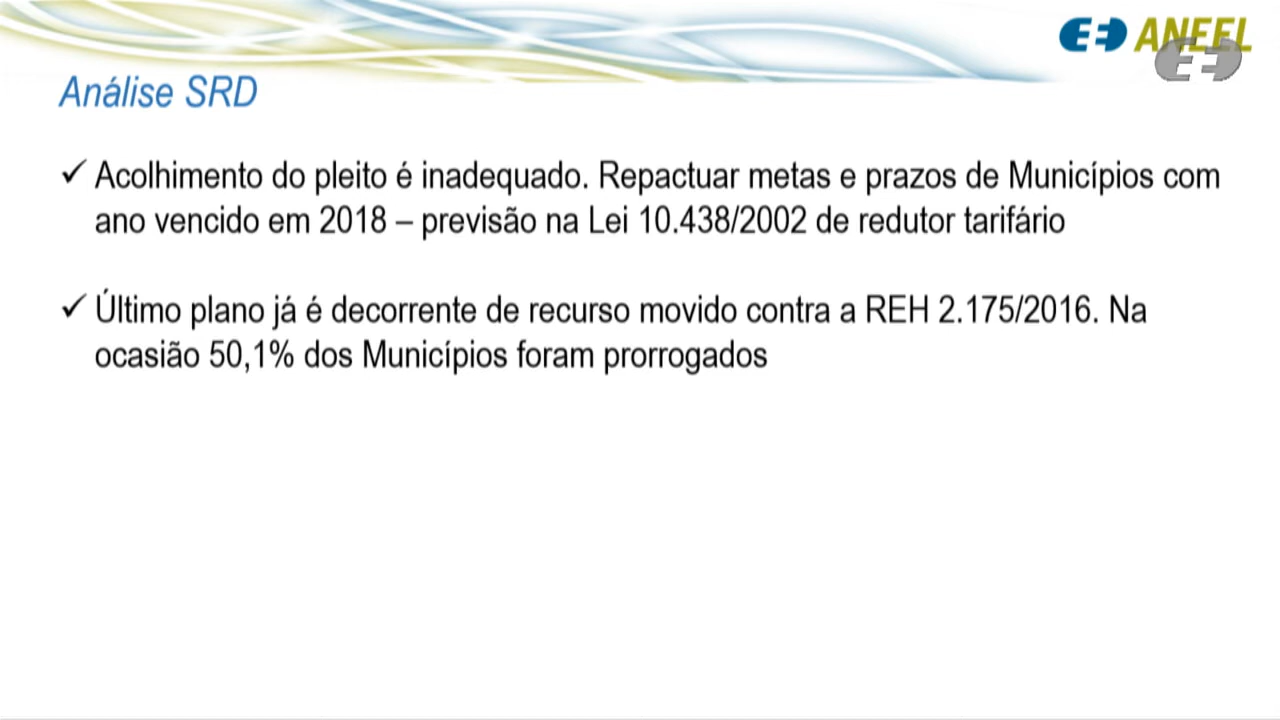 ANEEL
Análise SRD
✓ Acolhimento do pleito é inadequado. Repactuar metas e prazos de Municípios com
ano vencido em 2018 – previsão na Lei 10.438/2002 de redutor tarifário
✓ Último plano já é decorrente de recurso movido contra a REH 2.175/2016. Na
ocasião 50,1% dos Municípios foram prorrogados